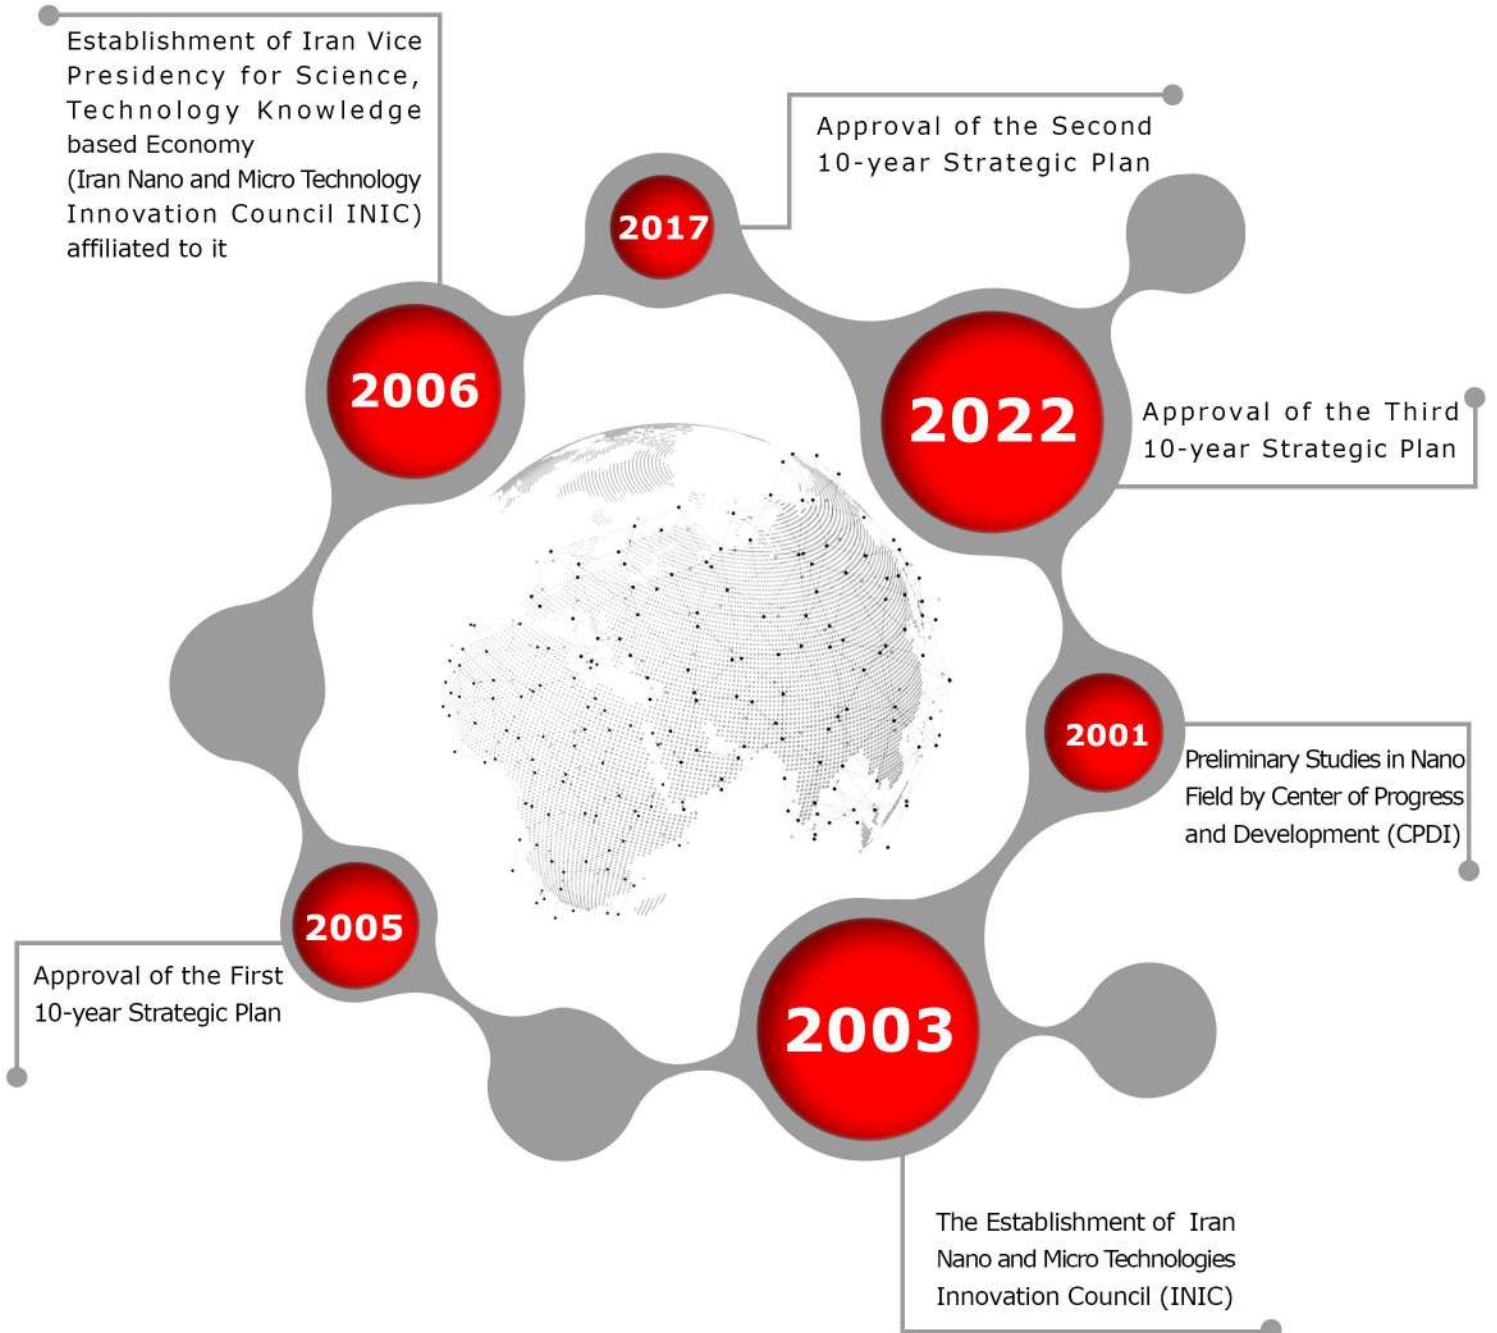 Establishment of Iran Vice
Presidency for Science,
Technology Knowledge
based Economy
(Iran Nano and Micro Technology
Innovation Council INIC)
affiliated to it
2006
2017
Approval of the Second
10-year Strategic Plan
2022
Approval of the Third
10-year Strategic Plan
2001
Preliminary Studies in Nano
Field by Center of Progress
and Development (CPDI)
2005
Approval of the First
10-year Strategic Plan
2003
The Establishment of Iran
Nano and Micro Technologies
Innovation Council (INIC)